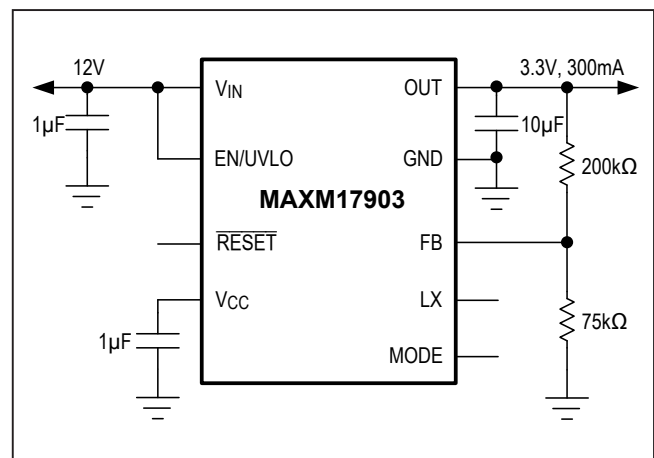 12V
3.3V, 300mA
VIN
OUT
1µF
10µF
EN/UVLO
GND
200kΩ
MAXM17903
RESET
FB
VCC
LX
1µF
75kΩ
MODE